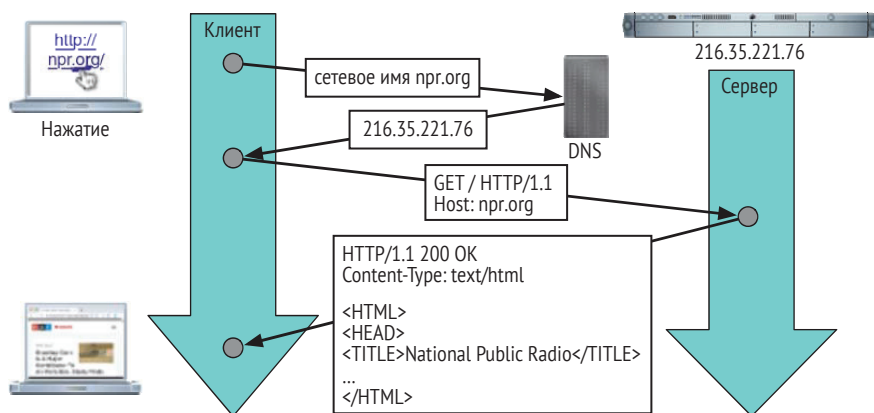 http://
npr.org/
Нажатие
Клиент
сетевое имя npr.org
216.35.221.76
DNS
216.35.221.76
Сервер
GET / HTTP/1.1
Host: npr.org
HTTP/1.1 200 OK
Content-Type: text/html
<HTML>
<HEAD>
<TITLE>National Public Radio</TITLE>
...
</HTML>